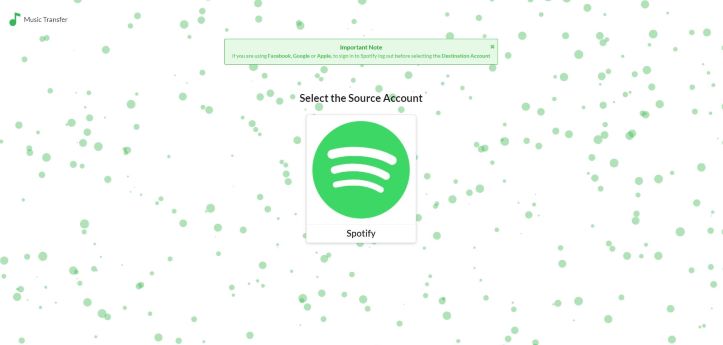 Music Transfer
Important Note
If you are using Facebook, Google or Apple, to sign in to Spotify log out before selecting the Destination Account
Select the Source Account
Spotify